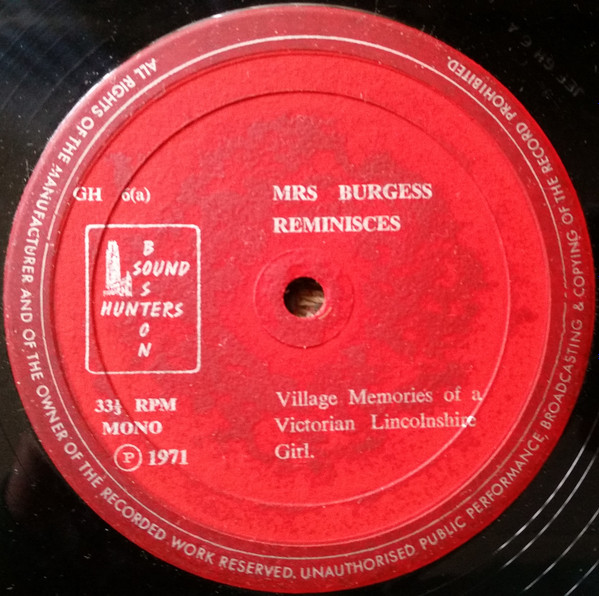 ALL RIGHTS OF THE MANUFACTURER AND OF THE OWNER OF THE RECORDED WORK RESERVED. UNAUTHORISED PUBLIC PERFORMANCE, BROADCASTING & COPYING OF THE RECORD PROHIBITED.
GH 6(a)
MRS BURGESS
REMINISCES
BOSTON
SOUND
HUNTERS
33⅓ RPM
MONO
Ⓟ 1971
Village Memories of a
Victorian Lincolnshire
Girl.